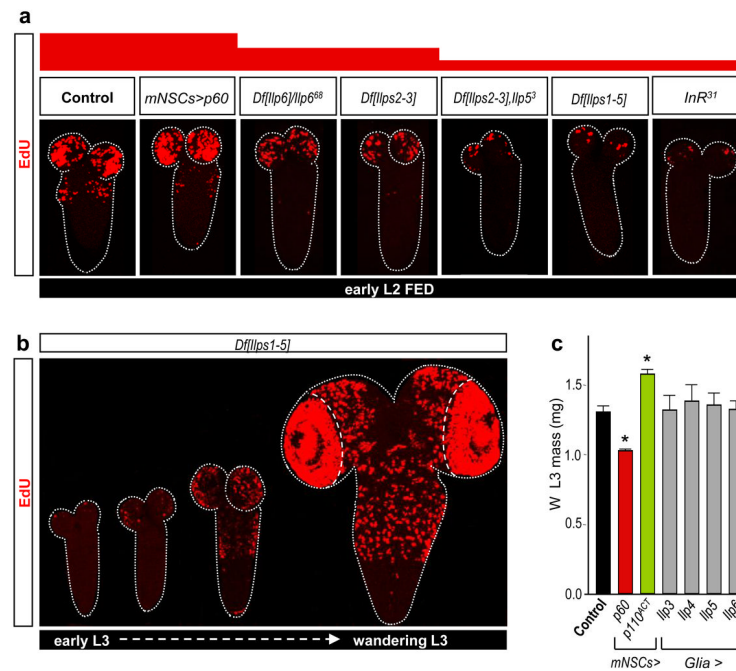 a
EdU
Control
mNSCs>p60
Df[Ilp6]/Ilp6⁶⁸
Df[Ilps2-3]
Df[Ilps2-3],Ilp5³
Df[Ilps1-5]
InR³¹
early L2 FED
b
Df[Ilps1-5]
EdU
early L3
wandering L3
c
W L3 mass (mg)
1.5
1.0
0.5
0.0
*
*
Control
p60
p110ᴬᶜᵀ
Ilp3
Ilp4
Ilp5
Ilp6
mNSCs>
Glia >